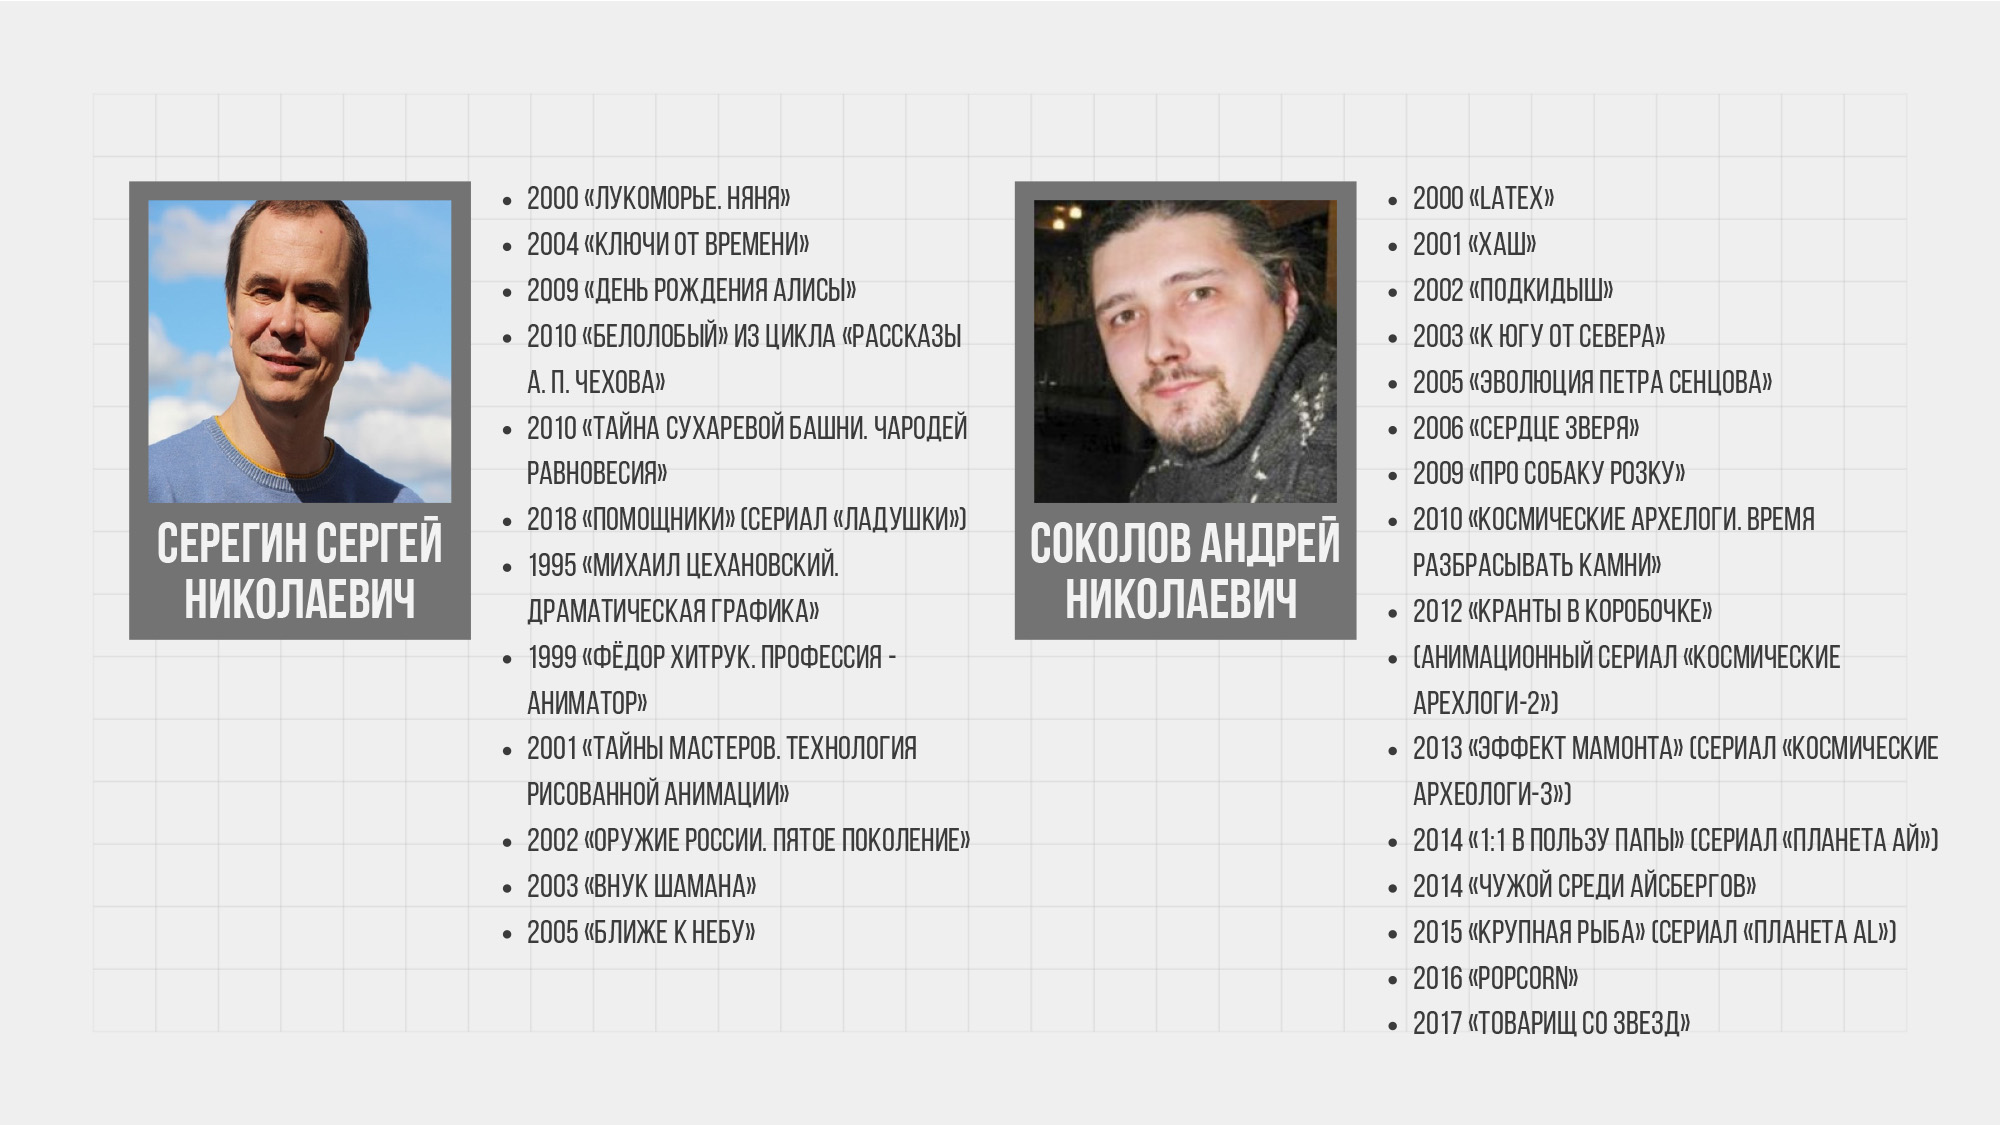 СЕРЕГИН СЕРГЕЙ
НИКОЛАЕВИЧ
• 2000 «ЛУКОМОРЬЕ. НЯНЯ»
• 2004 «КЛЮЧИ ОТ ВРЕМЕНИ»
• 2009 «ДЕНЬ РОЖДЕНИЯ АЛИСЫ»
• 2010 «БЕЛОЛОБЫЙ» ИЗ ЦИКЛА «РАССКАЗЫ
А. П. ЧЕХОВА»
• 2010 «ТАЙНА СУХАРЕВОЙ БАШНИ. ЧАРОДЕЙ
РАВНОВЕСИЯ»
• 2018 «ПОМОЩНИКИ» (СЕРИАЛ «ЛАДУШКИ»)
• 1995 «МИХАИЛ ЦЕХАНОВСКИЙ.
ДРАМАТИЧЕСКАЯ ГРАФИКА»
• 1999 «ФЁДОР ХИТРУК. ПРОФЕССИЯ -
АНИМАТОР»
• 2001 «ТАЙНЫ МАСТЕРОВ. ТЕХНОЛОГИЯ
РИСОВАННОЙ АНИМАЦИИ»
• 2002 «ОРУЖИЕ РОССИИ. ПЯТОЕ ПОКОЛЕНИЕ»
• 2003 «ВНУК ШАМАНА»
• 2005 «БЛИЖЕ К НЕБУ»
СОКОЛОВ АНДРЕЙ
НИКОЛАЕВИЧ
• 2000 «LATEX»
• 2001 «ХАШ»
• 2002 «ПОДКИДЫШ»
• 2003 «К ЮГУ ОТ СЕВЕРА»
• 2005 «ЭВОЛЮЦИЯ ПЕТРА СЕНЦОВА»
• 2006 «СЕРДЦЕ ЗВЕРЯ»
• 2009 «ПРО СОБАКУ РОЗКУ»
• 2010 «КОСМИЧЕСКИЕ АРХЕЛОГИ. ВРЕМЯ
РАЗБРАСЫВАТЬ КАМНИ»
• 2012 «КРАНТЫ В КОРОБОЧКЕ»
• (АНИМАЦИОННЫЙ СЕРИАЛ «КОСМИЧЕСКИЕ
АРЕХЛОГИ-2»)
• 2013 «ЭФФЕКТ МАМОНТА» (СЕРИАЛ «КОСМИЧЕСКИЕ
АРХЕОЛОГИ-3»)
• 2014 «1:1 В ПОЛЬЗУ ПАПЫ» (СЕРИАЛ «ПЛАНЕТА АЙ»)
• 2014 «ЧУЖОЙ СРЕДИ АЙСБЕРГОВ»
• 2015 «КРУПНАЯ РЫБА» (СЕРИАЛ «ПЛАНЕТА AL»)
• 2016 «POPCORN»
• 2017 «ТОВАРИЩ СО ЗВЕЗД»